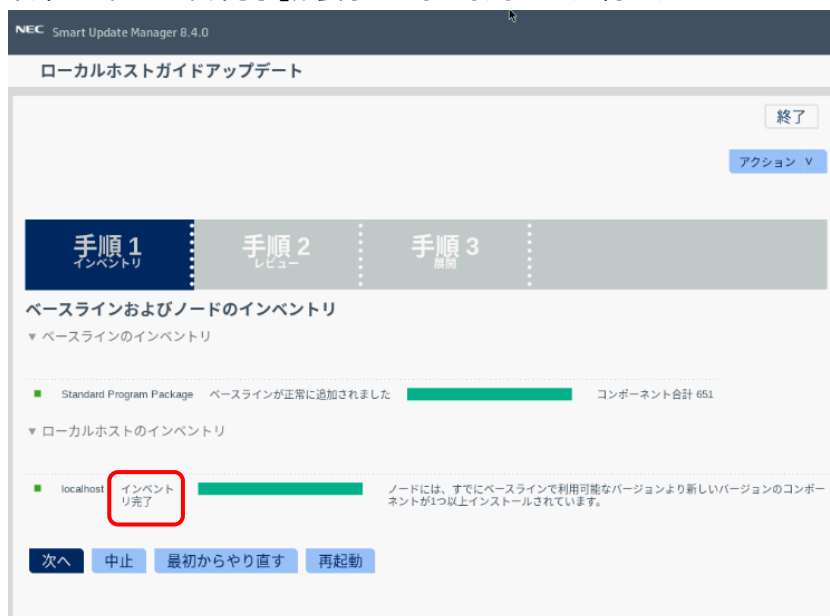 NEC Smart Update Manager 8.4.0
ローカルホストガイドアップデート
終了
アクション ∨
手順 1
インベントリ
手順 2
レビュー
手順 3
展開
ベースラインおよびノードのインベントリ
▼ ベースラインのインベントリ
Standard Program Package ベースラインが正常に追加されました コンポーネント合計 651
▼ ローカルホストのインベントリ
localhost インベント
リ完了
ノードには、すでにベースラインで利用可能なバージョンより新しいバージョンのコンポー
ネントが1つ以上インストールされています。
次へ 中止 最初からやり直す 再起動